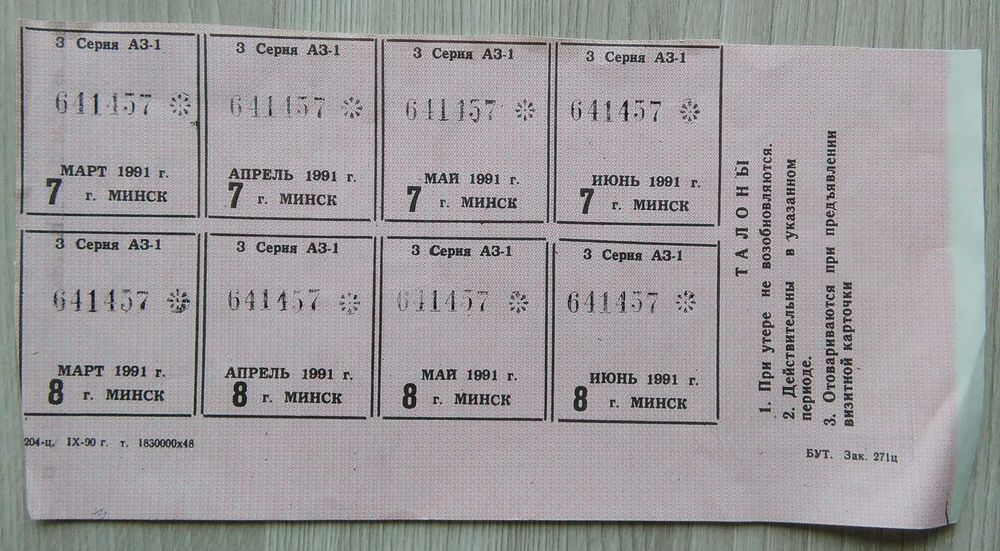 3 Серия АЗ-1
641457
МАРТ 1991 г.
7 г. МИНСК
3 Серия АЗ-1
641457
АПРЕЛЬ 1991 г.
7 г. МИНСК
3 Серия АЗ-1
641457
МАЙ 1991 г.
7 г. МИНСК
3 Серия АЗ-1
641457
ИЮНЬ 1991 г.
7 г. МИНСК
3 Серия АЗ-1
641457
МАРТ 1991 г.
8 г. МИНСК
3 Серия АЗ-1
641457
АПРЕЛЬ 1991 г.
8 г. МИНСК
3 Серия АЗ-1
641457
МАЙ 1991 г.
8 г. МИНСК
3 Серия АЗ-1
641457
ИЮНЬ 1991 г.
8 г. МИНСК
ТАЛОНЫ
1. При утере не возобновляются.
2. Действительны в указанном
периоде.
3. Отовариваются при предъявлении
визитной карточки
204-ц. IX-90 г. т. 1830000х48
БУТ. Зак. 271ц